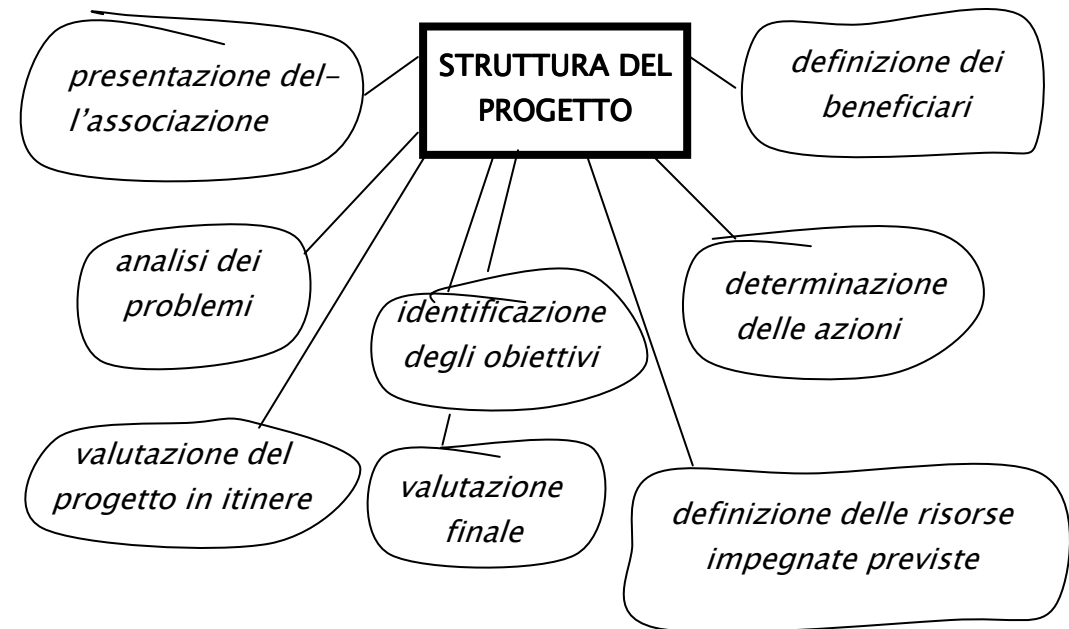 STRUTTURA DEL
PROGETTO
presentazione del-
l'associazione
definizione dei
beneficiari
analisi dei
problemi
identificazione
degli obiettivi
determinazione
delle azioni
valutazione del
progetto in itinere
valutazione
finale
definizione delle risorse
impegnate previste